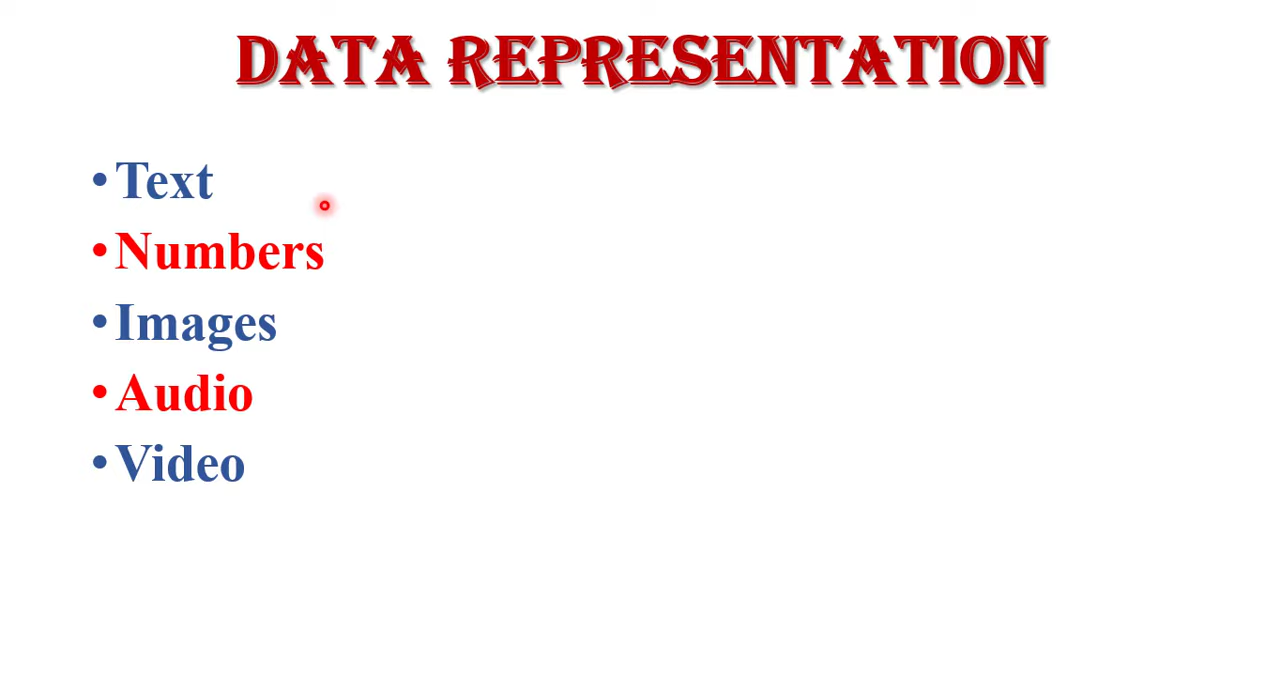 DATA REPRESENTATION
• Text
• Numbers
• Images
• Audio
• Video